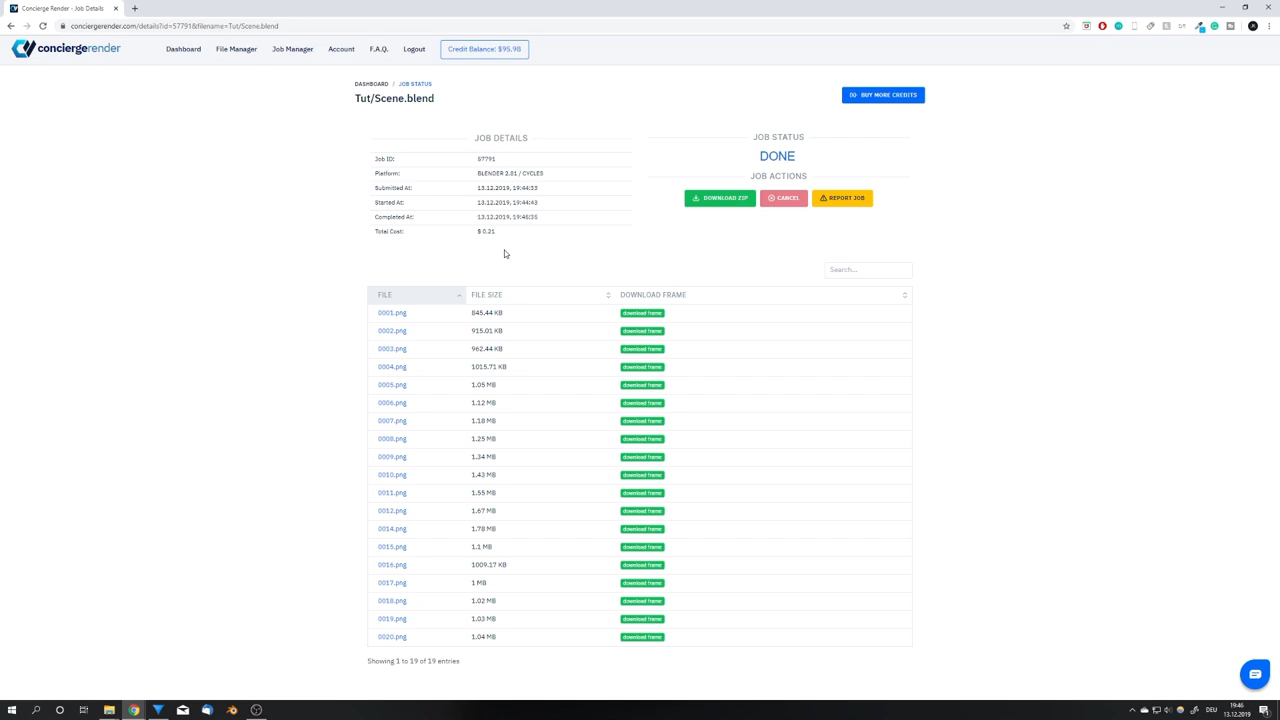 Concierge Render - Job Details
conciergerender.com/details?id=57791&filename=Tut/Scene.blend
conciergerender
Dashboard
File Manager
Job Manager
Account
F.A.Q.
Logout
Credit Balance: $95.98
DASHBOARD / JOB STATUS
Tut/Scene.blend
BUY MORE CREDITS
JOB DETAILS
Job ID: 57791
Platform: BLENDER 2.81 / CYCLES
Submitted At: 13.12.2019, 19:44:33
Started At: 13.12.2019, 19:44:43
Completed At: 13.12.2019, 19:45:35
Total Cost: $ 0.21
JOB STATUS
DONE
JOB ACTIONS
DOWNLOAD ZIP
CANCEL
REPORT JOB
Search...
FILE FILE SIZE DOWNLOAD FRAME
0001.png 845.44 KB download frame
0002.png 915.01 KB download frame
0003.png 962.44 KB download frame
0004.png 1015.71 KB download frame
0005.png 1.05 MB download frame
0006.png 1.12 MB download frame
0007.png 1.18 MB download frame
0008.png 1.25 MB download frame
0009.png 1.34 MB download frame
0010.png 1.43 MB download frame
0011.png 1.55 MB download frame
0012.png 1.67 MB download frame
0014.png 1.78 MB download frame
0015.png 1.1 MB download frame
0016.png 1009.17 KB download frame
0017.png 1 MB download frame
0018.png 1.02 MB download frame
0019.png 1.03 MB download frame
0020.png 1.04 MB download frame
Showing 1 to 19 of 19 entries
DEU
19:46
13.12.2019